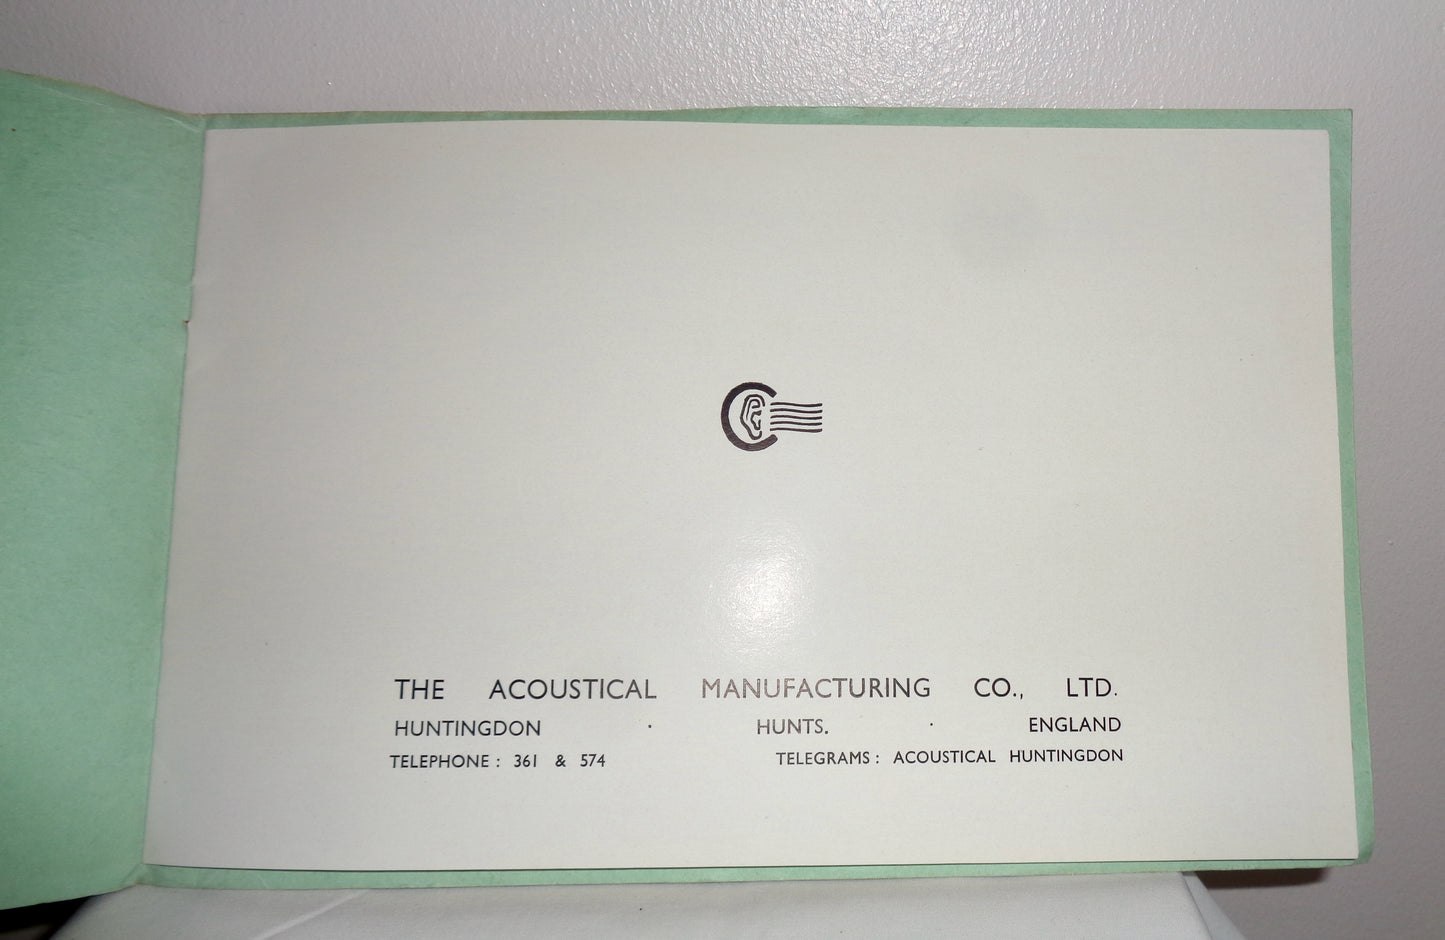 THE ACOUSTICAL MANUFACTURING CO., LTD.
HUNTINGDON · HUNTS. · ENGLAND
TELEPHONE : 361 & 574 TELEGRAMS : ACOUSTICAL HUNTINGDON